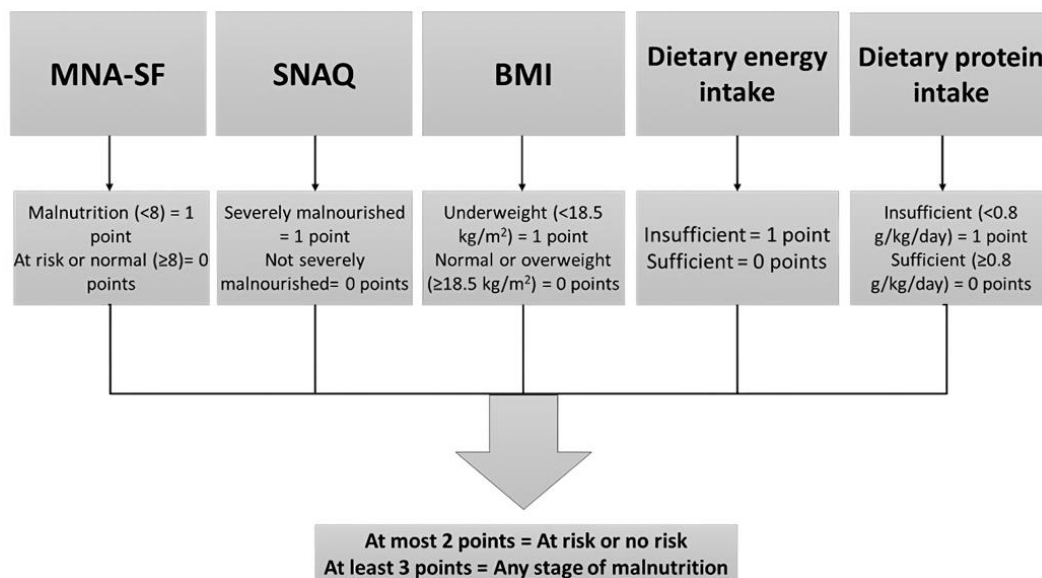 MNA-SF
SNAQ
BMI
Dietary energy
intake
Dietary protein
intake
Malnutrition (<8) = 1
point
At risk or normal (≥8)= 0
points
Severely malnourished
= 1 point
Not severely
malnourished= 0 points
Underweight (<18.5
kg/m²) = 1 point
Normal or overweight
(≥18.5 kg/m²) = 0 points
Insufficient = 1 point
Sufficient = 0 points
Insufficient (<0.8
g/kg/day) = 1 point
Sufficient (≥0.8
g/kg/day) = 0 points
At most 2 points = At risk or no risk
At least 3 points = Any stage of malnutrition